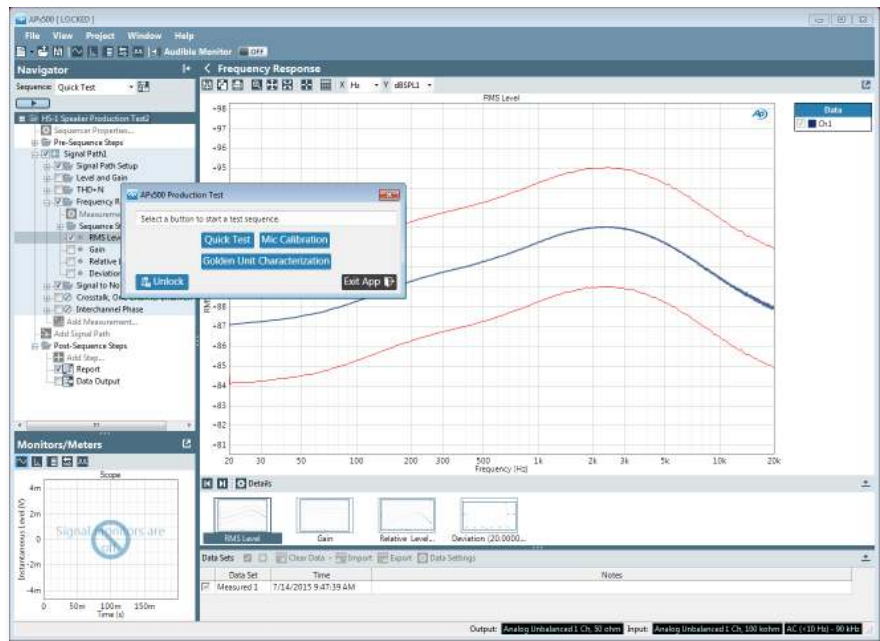 APx500 [ LOCKED ]
File View Project Window Help
Audible Monitor OFF
Navigator
Sequence: Quick Test
HS-1 Speaker Production Test2
Sequencer Properties...
Pre-Sequence Steps
Signal Path1
Signal Path Setup
Level and Gain
THD+N
Frequency R
Measureme
Sequence St
RMS Leve
Gain
Relative L
Deviation
Signal to No
Crosstalk, One
Interchannel Phase
Add Measurement...
Add Signal Path
Post-Sequence Steps
Add Step...
Report
Data Output
Frequency Response
X Hz Y dBSPL1
RMS Level
+98
+97
+96
+95
+88
+87
+86
+85
+84
+83
+82
+81
20 30 50 100 200 300 500 1k 2k 3k 5k 10k 20k
Frequency (Hz)
AP
Data
Ch1
APx500 Production Test
Select a button to start a test sequence.
Quick Test Mic Calibration
Golden Unit Characterization
Unlock Exit App
Monitors/Meters
Scope
Instantaneous Level (V)
4m
2m
0
-2m
-4m
Signal monitors are
off
0 50m 100m 150m
Time (s)
Details
RMS Level Gain Relative Level... Deviation (20.0000...
Data Sets Clear Data Import Export Data Settings
Data Set Time Notes
Measured 1 7/14/2015 9:47:39 AM
Output: Analog Unbalanced 1 Ch, 50 ohm Input: Analog Unbalanced 1 Ch, 100 kohm AC (<10 Hz) - 90 kHz